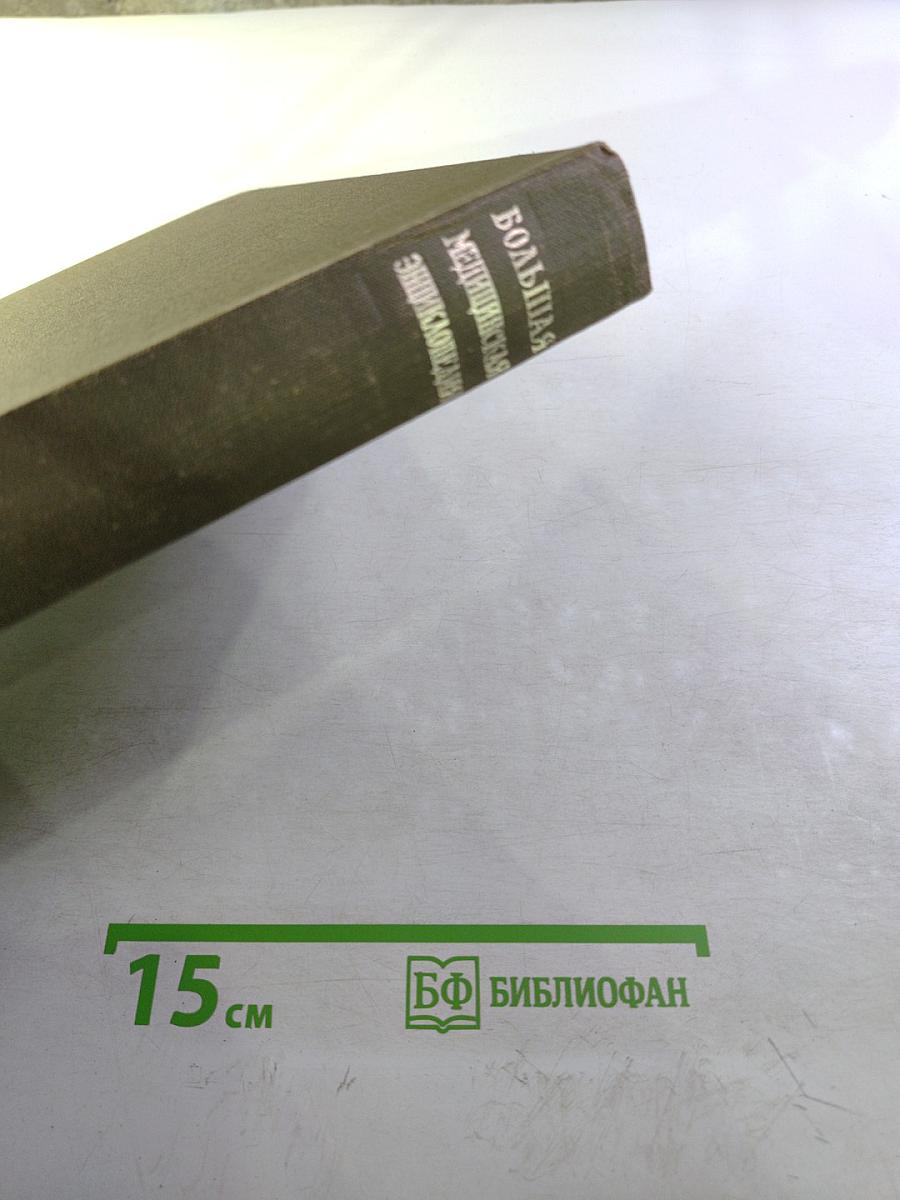 БОЛЬШАЯ
МЕДИЦИНСКАЯ
ЭНЦИКЛОПЕДИЯ
15 см
БФ БИБЛИОФАН